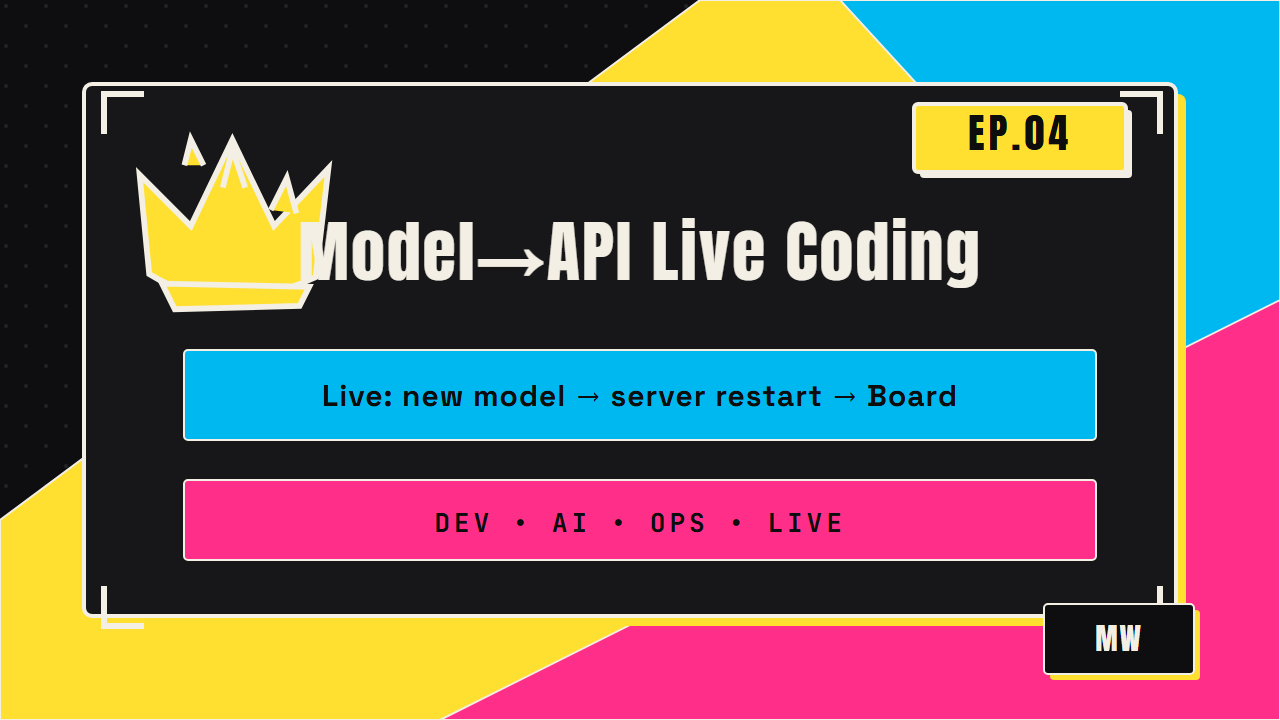 EP.04
Model→API Live Coding
Live: new model → server restart → Board
DEV • AI • OPS • LIVE
MW